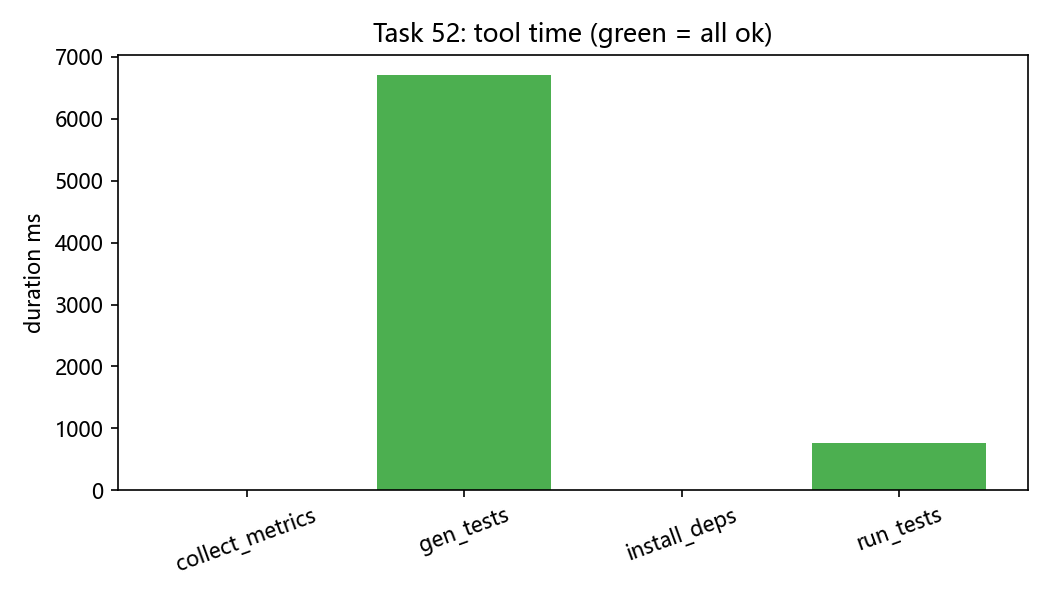 Task 52: tool time (green = all ok)
duration ms
7000
6000
5000
4000
3000
2000
1000
0
collect_metrics
gen_tests
install_deps
run_tests